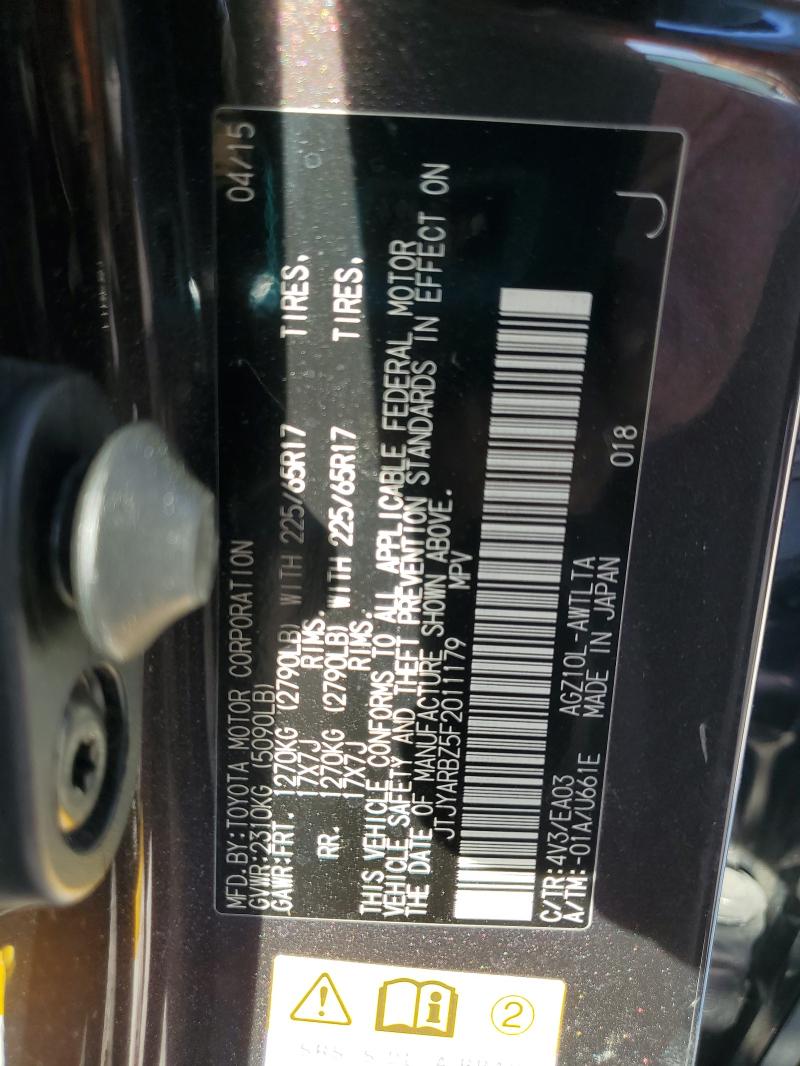 MFD.BY:TOYOTA MOTOR CORPORATION 04/15
GVWR:2310KG (5090LB)
GAWR:FRT. 1270KG (2790LB) WITH 225/65R17 TIRES,
17X7J RIMS.
RR. 1270KG (2790LB) WITH 225/65R17 TIRES,
17X7J RIMS.
THIS VEHICLE CONFORMS TO ALL APPLICABLE FEDERAL MOTOR
VEHICLE SAFETY AND THEFT PREVENTION STANDARDS IN EFFECT ON
THE DATE OF MANUFACTURE SHOWN ABOVE.
JTJYARBZ5F2011179 MPV
C/TR:4V3/EA03 AGZ10L-AWTLTA 018
A/TM:-01A/U661E MADE IN JAPAN J
2